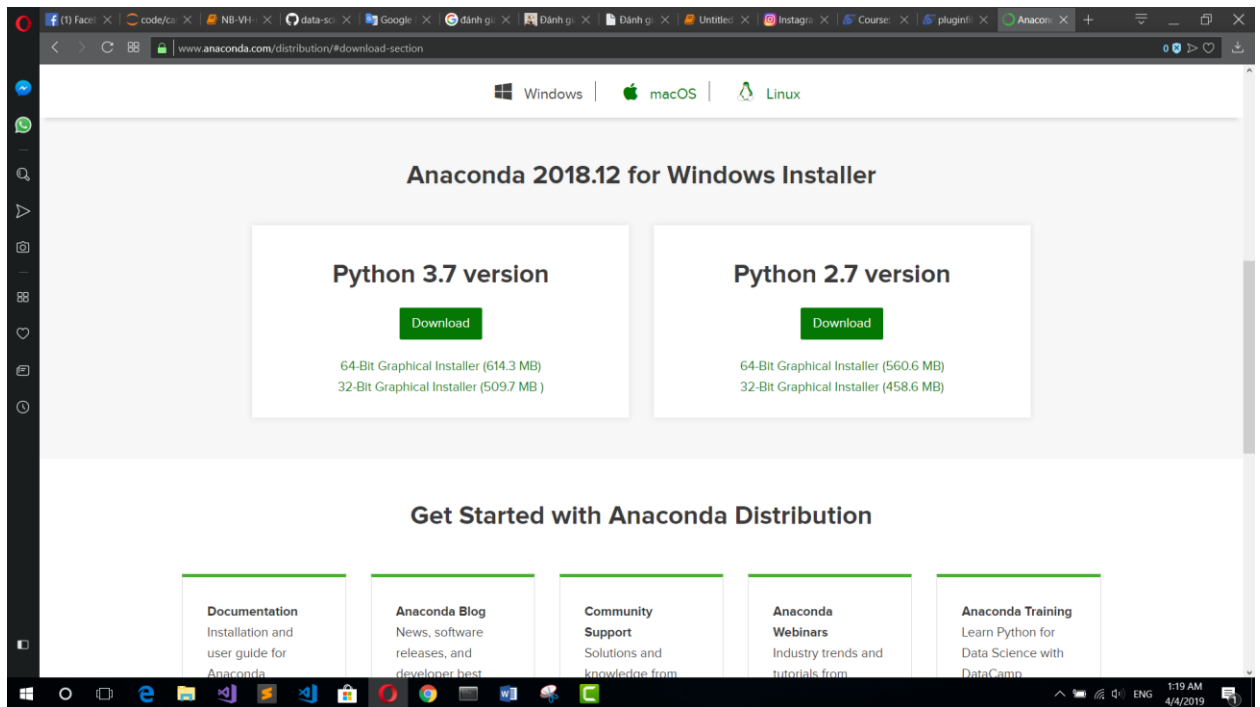 (1) Facel
code/ca
NB-VH-
data-sci
Google
đánh gi
Đánh gi
Đánh gi
Untitled
Instagra
Course:
pluginfil
Anacon
www.anaconda.com/distribution/#download-section
0
Windows
macOS
Linux
Anaconda 2018.12 for Windows Installer
Python 3.7 version
Download
64-Bit Graphical Installer (614.3 MB)
32-Bit Graphical Installer (509.7 MB )
Python 2.7 version
Download
64-Bit Graphical Installer (560.6 MB)
32-Bit Graphical Installer (458.6 MB)
Get Started with Anaconda Distribution
Documentation
Installation and
user guide for
Anaconda
Anaconda Blog
News, software
releases, and
developer best
Community
Support
Solutions and
knowledge from
Anaconda
Webinars
Industry trends and
tutorials from
Anaconda Training
Learn Python for
Data Science with
DataCamp
ENG
1:19 AM
4/4/2019